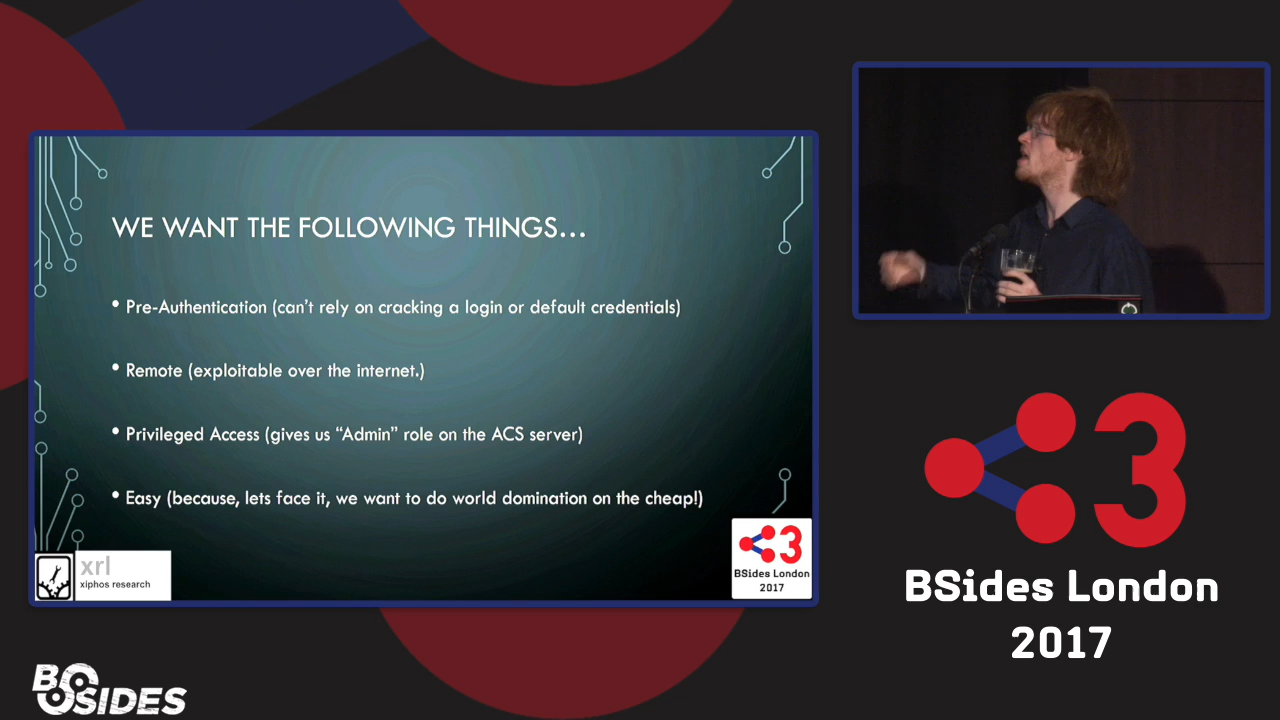 WE WANT THE FOLLOWING THINGS...
• Pre-Authentication (can't rely on cracking a login or default credentials)
• Remote (exploitable over the internet.)
• Privileged Access (gives us “Admin” role on the ACS server)
• Easy (because, lets face it, we want to do world domination on the cheap!)
xrl
xiphos research
3
BSides London
2017
3
BSides London
2017
BSIDES